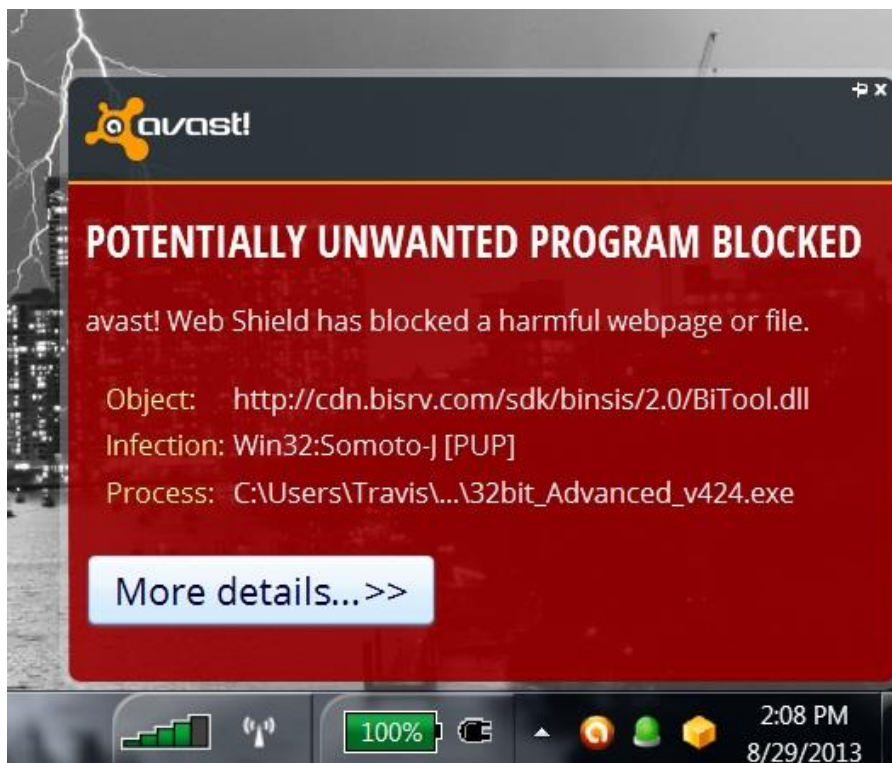 avast!
POTENTIALLY UNWANTED PROGRAM BLOCKED
avast! Web Shield has blocked a harmful webpage or file.
Object: http://cdn.bisrv.com/sdk/binsis/2.0/BiTool.dll
Infection: Win32:Somoto-J [PUP]
Process: C:\Users\Travis\...\32bit_Advanced_v424.exe
More details...>>
100%
2:08 PM
8/29/2013